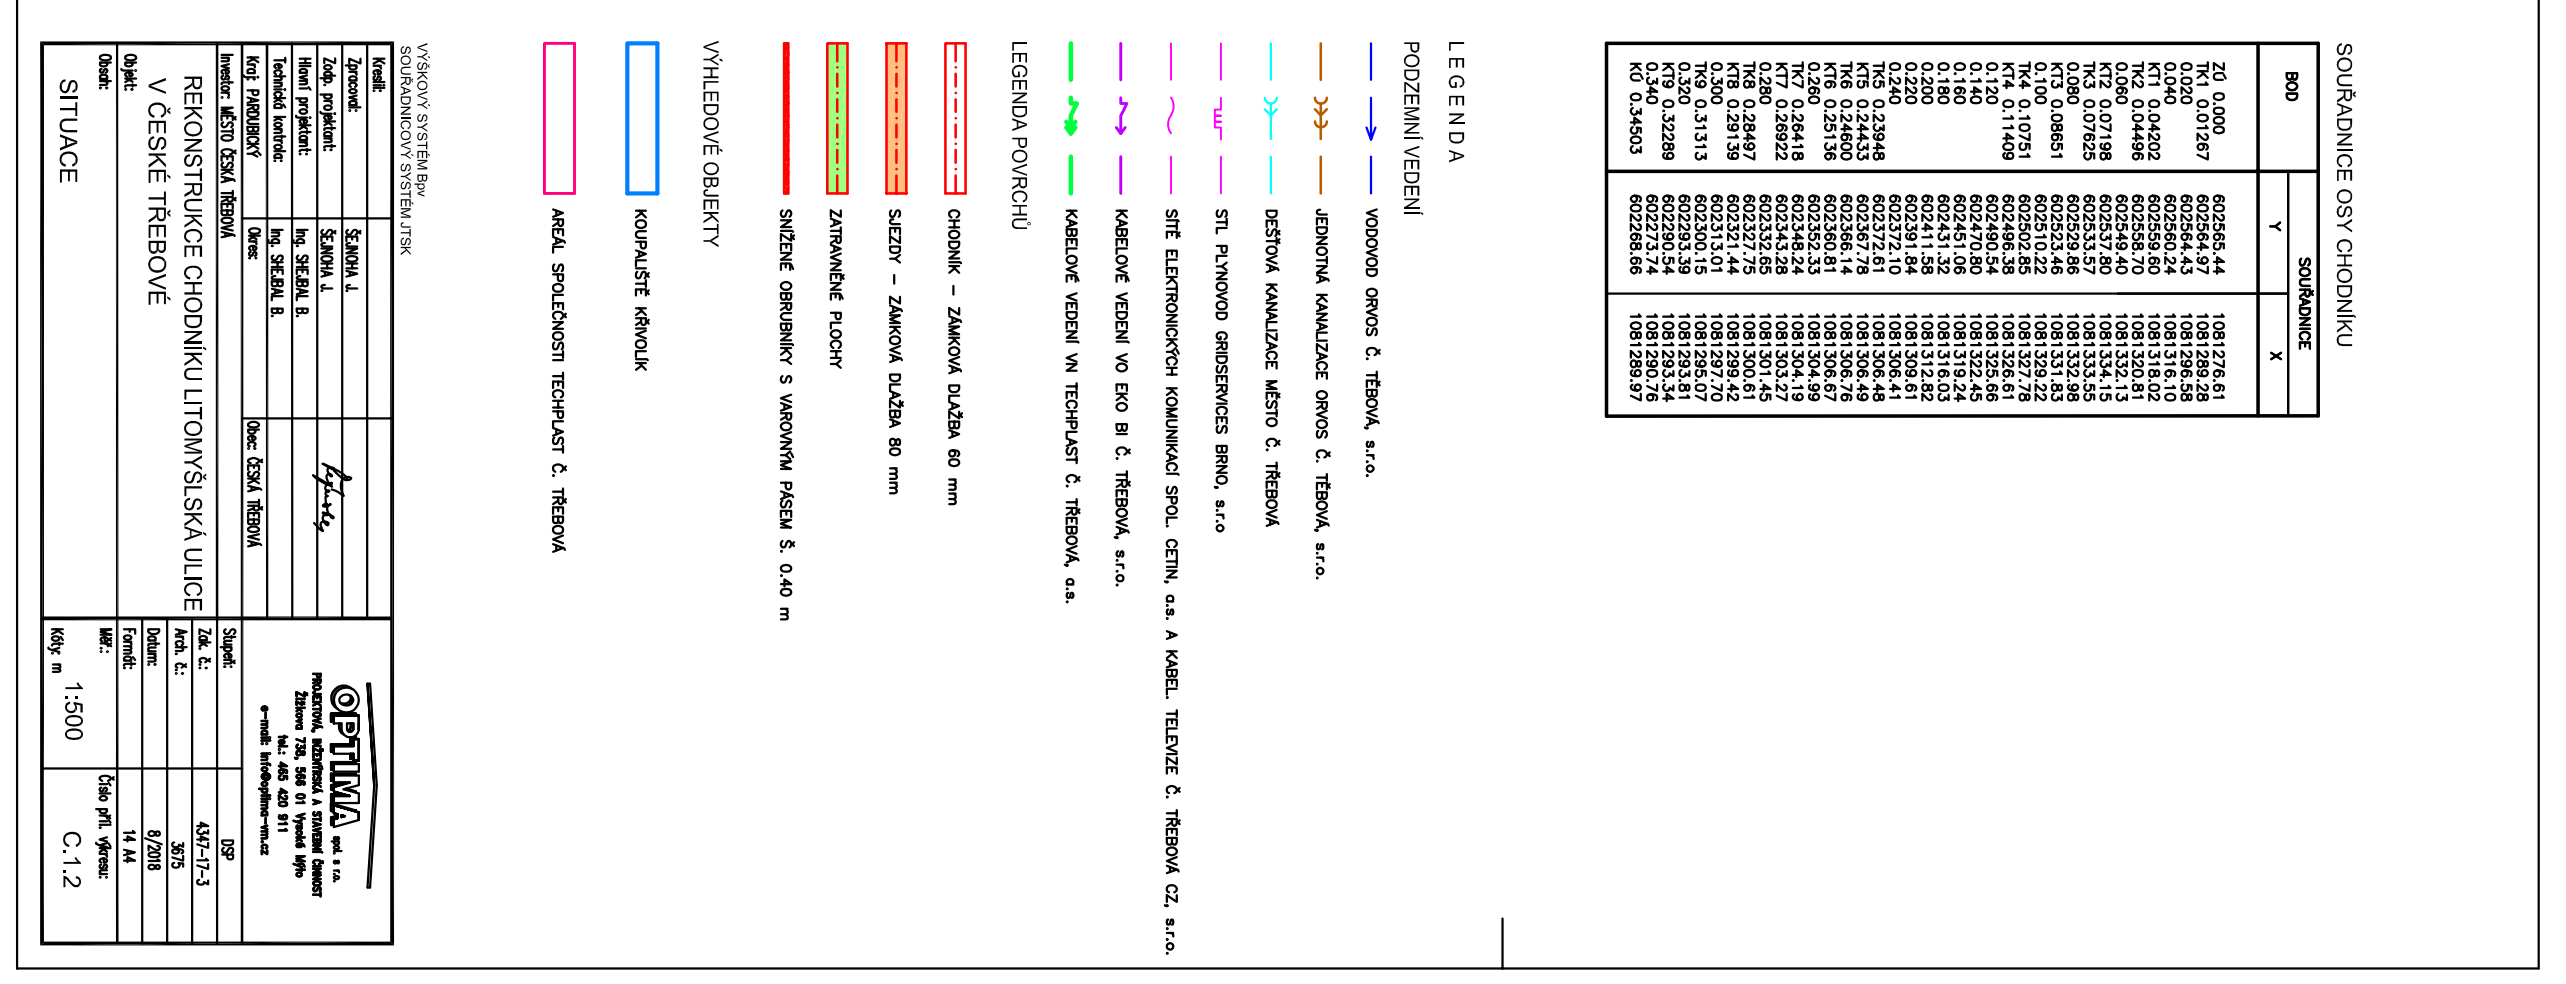 SOUŘADNICE OSY CHODNÍKU
BOD SOUŘADNICE
Y X
ZÚ 0.000 602565.44 1081276.61
TK1 0.01267 602564.97 1081289.28
0.020 602564.43 1081296.58
0.040 602560.24 1081316.10
KT1 0.04202 602559.60 1081318.02
TK2 0.04496 602558.70 1081320.81
0.060 602549.40 1081332.13
KT2 0.07198 602537.80 1081334.15
TK3 0.07625 602533.57 1081333.55
0.080 602529.86 1081332.98
KT3 0.08651 602523.46 1081331.83
0.100 602510.22 1081329.22
TK4 0.10751 602502.85 1081327.78
KT4 0.11409 602496.38 1081326.61
0.120 602490.54 1081325.66
0.140 602470.80 1081322.45
0.160 602451.06 1081319.24
0.180 602431.32 1081316.03
0.200 602411.58 1081312.82
0.220 602391.84 1081309.61
0.240 602372.10 1081306.41
TK5 0.23948 602372.61 1081306.48
KT5 0.24433 602367.78 1081306.49
TK6 0.24600 602366.14 1081306.76
KT6 0.25136 602360.81 1081306.67
0.260 602352.33 1081304.99
TK7 0.26418 602348.24 1081304.19
KT7 0.26922 602343.28 1081303.27
0.280 602332.65 1081301.45
TK8 0.28497 602327.75 1081300.61
KT8 0.29139 602321.44 1081299.42
0.300 602313.01 1081297.70
TK9 0.31313 602300.15 1081295.07
0.320 602293.39 1081293.81
KT9 0.32289 602290.54 1081293.34
0.340 602273.74 1081290.76
KÚ 0.34503 602268.66 1081289.97
L E G E N D A
PODZEMNÍ VEDENÍ
VODOVOD ORVOS Č. TĚBOVÁ, s.r.o.
JEDNOTNÁ KANALIZACE ORVOS Č. TĚBOVÁ, s.r.o.
DEŠŤOVÁ KANALIZACE MĚSTO Č. TŘEBOVÁ
STL PLYNOVOD GRIDSERVICES BRNO, s.r.o
SÍTĚ ELEKTRONICKÝCH KOMUNIKACÍ SPOL. CETIN, a.s. A KABEL. TELEVIZE Č. TŘEBOVÁ CZ, s.r.o.
KABELOVÉ VEDENÍ VO EKO BI Č. TŘEBOVÁ, s.r.o.
KABELOVÉ VEDENÍ VN TECHPLAST Č. TŘEBOVÁ, a.s.
LEGENDA POVRCHŮ
CHODNÍK – ZÁMKOVÁ DLAŽBA 60 mm
SJEZDY – ZÁMKOVÁ DLAŽBA 80 mm
ZATRAVNĚNÉ PLOCHY
SNÍŽENÉ OBRUBNÍKY S VAROVNÝM PÁSEM Š. 0.40 m
VÝHLEDOVÉ OBJEKTY
KOUPALIŠTĚ KŘIVOLÍK
AREÁL SPOLEČNOSTI TECHPLAST Č. TŘEBOVÁ
VÝŠKOVÝ SYSTÉM Bpv
SOUŘADNICOVÝ SYSTÉM JTSK
Kreslil:
Zpracoval: ŠEJNOHA J.
Zodp. projektant: ŠEJNOHA J.
Hlavní projektant: Ing. SHEJBAL B.
Technická kontrola: Ing. SHEJBAL B.
Kraj: PARDUBICKÝ Okres: Obec: ČESKÁ TŘEBOVÁ
OPTIMA spol. s r.o.
PROJEKTOVÁ, INŽENÝRSKÁ A STAVEBNÍ ČINNOST
Žižkova 738, 566 01 Vysoké Mýto
tel.: 465 420 911
e-mail: info@optima-vm.cz
Investor: MĚSTO ČESKÁ TŘEBOVÁ
REKONSTRUKCE CHODNÍKU LITOMYŠLSKÁ ULICE
V ČESKÉ TŘEBOVÉ
Objekt:
Obsah:
SITUACE
Stupeň: DSP
Zak. č.: 4347-17-3
Arch. č.: 3675
Datum: 8/2018
Formát: 14 A4
Měř.: 1:500
Kóty: m
Číslo příl. výkresu:
C.1.2